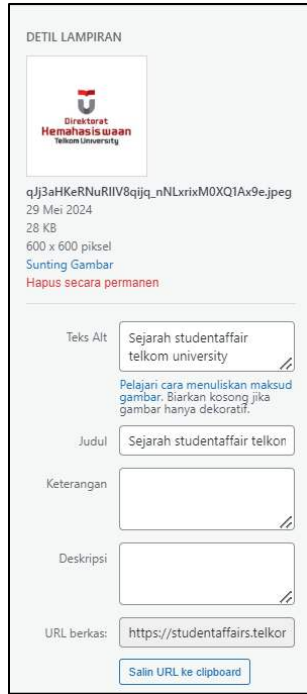 DETIL LAMPIRAN
Direktorat
Hemahasiswaan
Telkom University
qJj3aHKeRNuRIIV8qijq_nNLxrixM0XQ1Ax9e.jpeg
29 Mei 2024
28 KB
600 x 600 piksel
Sunting Gambar
Hapus secara permanen
Teks Alt
Sejarah studentaffair
telkom university
Pelajari cara menuliskan maksud
gambar. Biarkan kosong jika
gambar hanya dekoratif.
Judul
Sejarah studentaffair telkor
Keterangan
Deskripsi
URL berkas:
https://studentaffairs.telkor
Salin URL ke clipboard